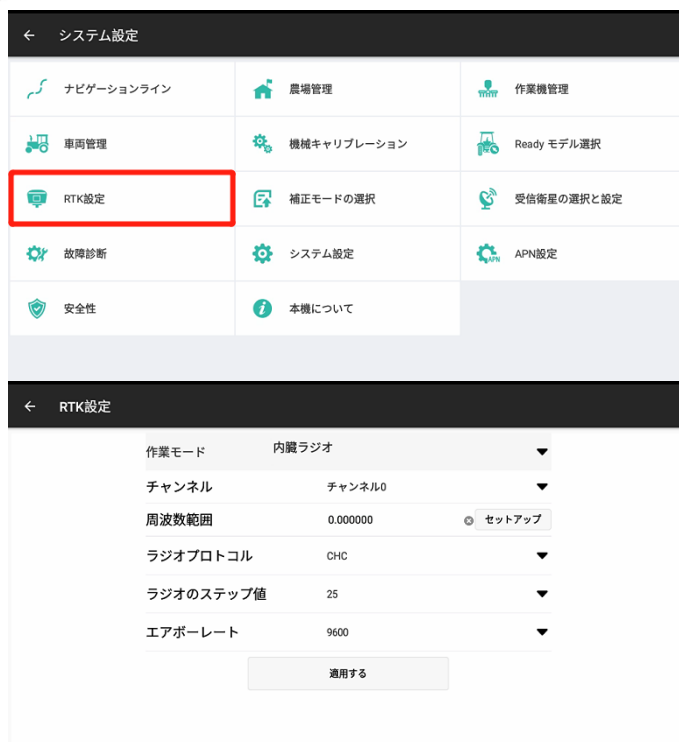 システム設定
ナビゲーションライン
農場管理
作業機管理
車両管理
機械キャリブレーション
Ready モデル選択
RTK設定
補正モードの選択
受信衛星の選択と設定
故障診断
システム設定
APN
APN設定
安全性
i
本機について
RTK設定
作業モード 内臓ラジオ
チャンネル チャンネル0
周波数範囲 0.000000 セットアップ
ラジオプロトコル CHC
ラジオのステップ値 25
エアボーレート 9600
適用する